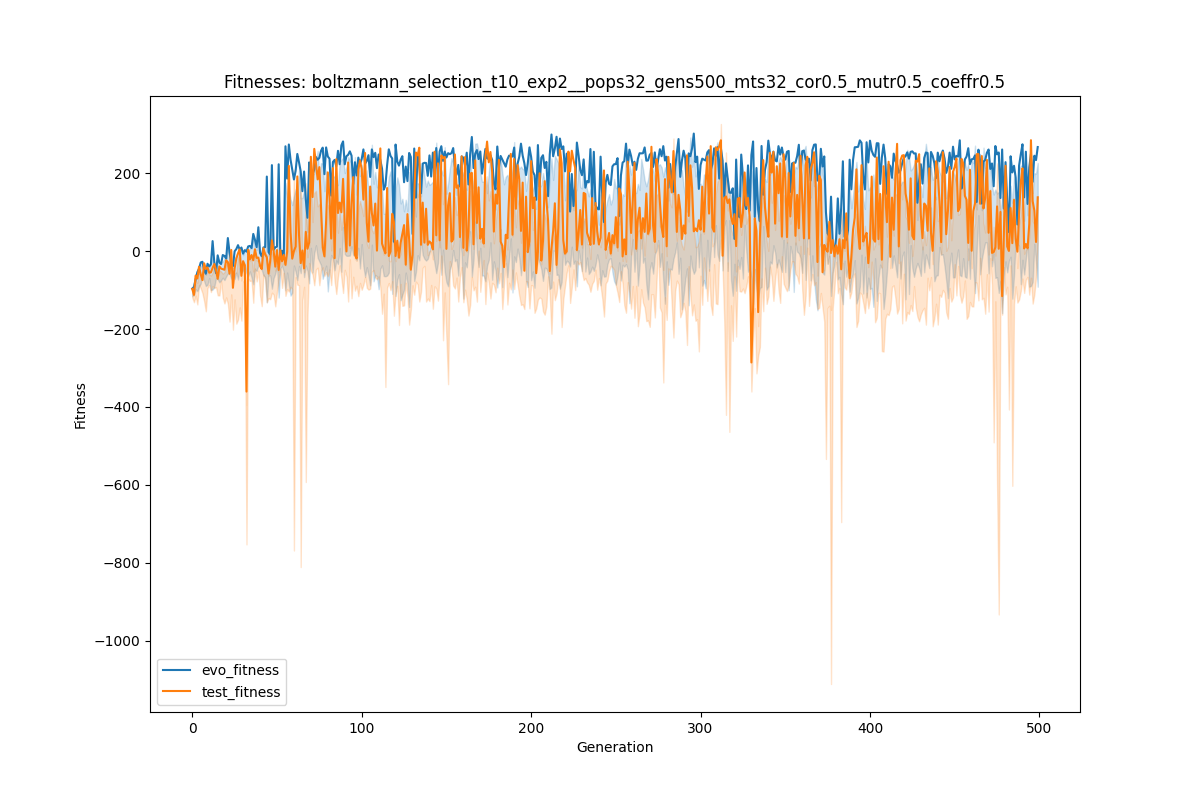 Fitnesses: boltzmann_selection_t10_exp2__pops32_gens500_mts32_cor0.5_mutr0.5_coeffr0.5
200
0
−200
−400
−600
−800
−1000
Fitness
evo_fitness
test_fitness
0
100
200
300
400
500
Generation